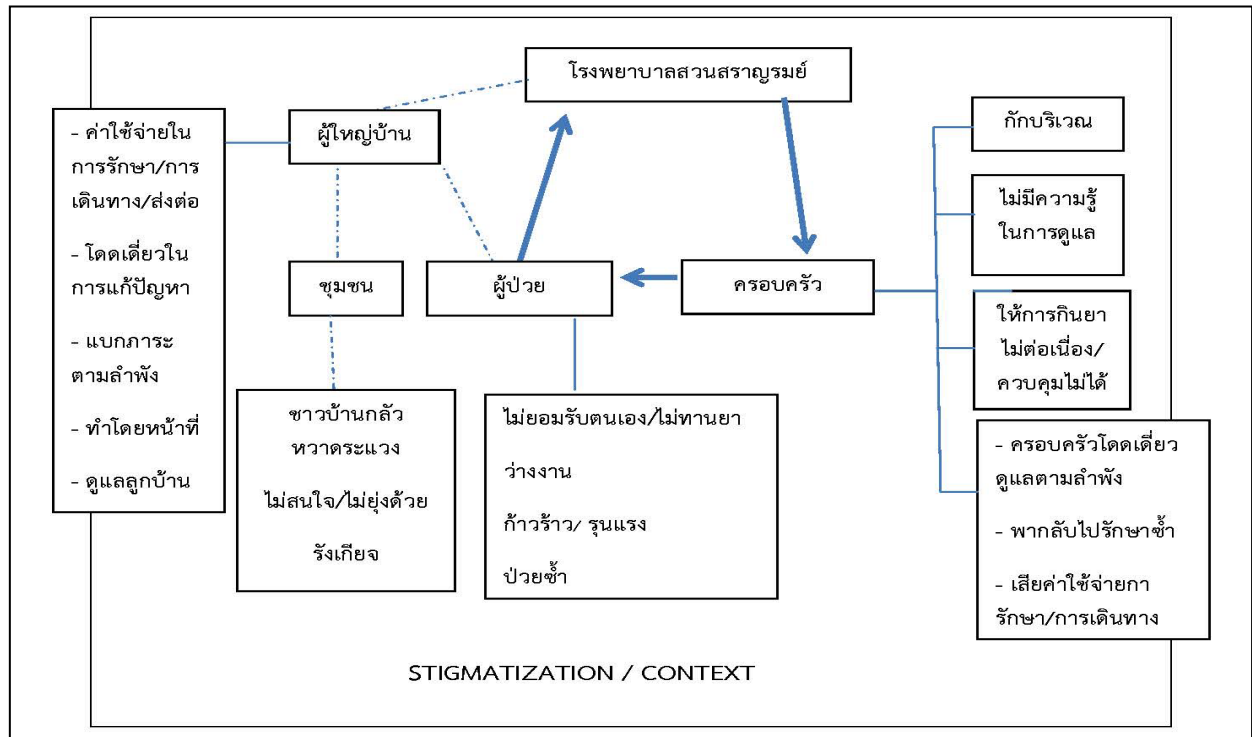 โรงพยาบาลสวนสราญรมย์
ผู้ใหญ่บ้าน
- ค่าใช้จ่ายใน
การรักษา/การ
เดินทาง/ส่งต่อ
- โดดเดี่ยวใน
การแก้ปัญหา
- แบกภาระ
ตามลำพัง
- ทำโดยหน้าที่
- ดูแลลูกบ้าน
ชุมชน
ผู้ป่วย
ครอบครัว
กักบริเวณ
ไม่มีความรู้
ในการดูแล
ให้การกินยา
ไม่ต่อเนื่อง/
ควบคุมไม่ได้
ชาวบ้านกลัว
หวาดระแวง
ไม่สนใจ/ไม่ยุ่งด้วย
รังเกียจ
ไม่ยอมรับตนเอง/ไม่ทานยา
ว่างงาน
ก้าวร้าว/ รุนแรง
ป่วยซ้ำ
- ครอบครัวโดดเดี่ยว
ดูแลตามลำพัง
- พากลับไปรักษาซ้ำ
- เสียค่าใช้จ่ายกา
รักษา/การเดินทาง
STIGMATIZATION / CONTEXT